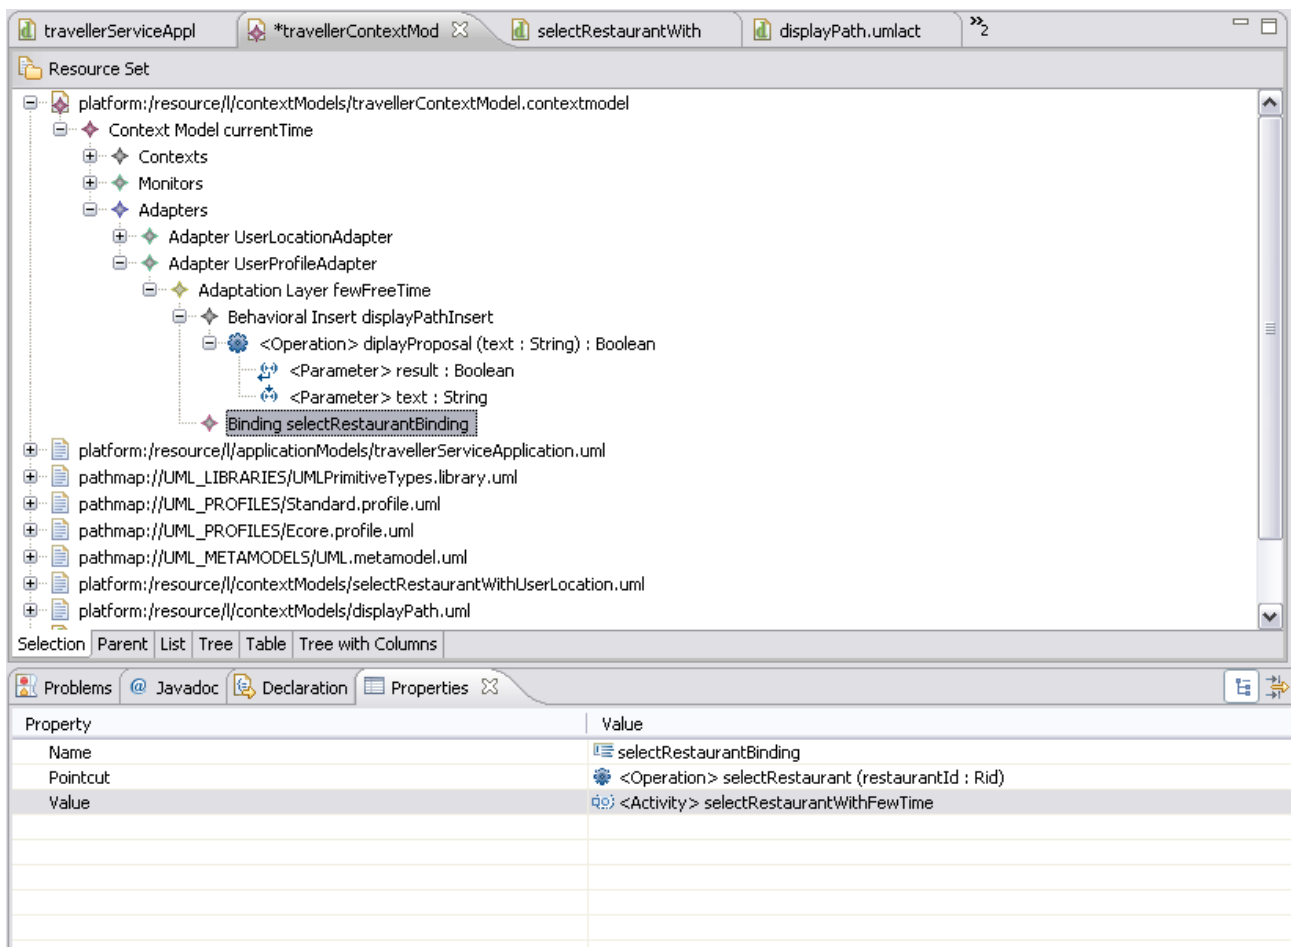 travellerServiceAppl *travellerContextMod selectRestaurantWith displayPath.umlact »2
Resource Set
platform:/resource/l/contextModels/travellerContextModel.contextmodel
Context Model currentTime
Contexts
Monitors
Adapters
Adapter UserLocationAdapter
Adapter UserProfileAdapter
Adaptation Layer fewFreeTime
Behavioral Insert displayPathInsert
<Operation> diplayProposal (text : String) : Boolean
<Parameter> result : Boolean
<Parameter> text : String
Binding selectRestaurantBinding
platform:/resource/l/applicationModels/travellerServiceApplication.uml
pathmap://UML_LIBRARIES/UMLPrimitiveTypes.library.uml
pathmap://UML_PROFILES/Standard.profile.uml
pathmap://UML_PROFILES/Ecore.profile.uml
pathmap://UML_METAMODELS/UML.metamodel.uml
platform:/resource/l/contextModels/selectRestaurantWithUserLocation.uml
platform:/resource/l/contextModels/displayPath.uml
Selection Parent List Tree Table Tree with Columns
Problems @ Javadoc Declaration Properties
Property Value
Name selectRestaurantBinding
Pointcut <Operation> selectRestaurant (restaurantId : Rid)
Value <Activity> selectRestaurantWithFewTime